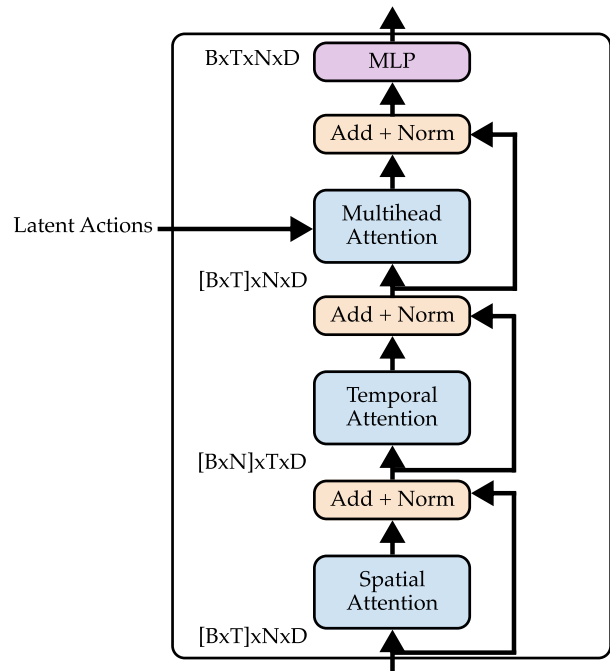 BxTxNxD
MLP
Add + Norm
Latent Actions
Multihead
Attention
[BxT]xNxD
Add + Norm
Temporal
Attention
[BxN]xTxD
Add + Norm
Spatial
Attention
[BxT]xNxD